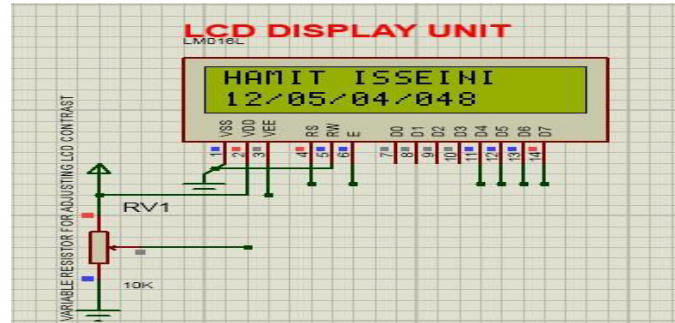 LCD DISPLAY UNIT
LM016L
HAMIT ISSEINI
12/05/04/048
VSS VDD VEE RS RW E D0 D1 D2 D3 D4 D5 D6 D7
1 2 3 4 5 6 7 8 9 10 11 12 13 14
VARIABLE RESISTOR FOR ADJUSTING LCD CONTRAST
RV1
10K